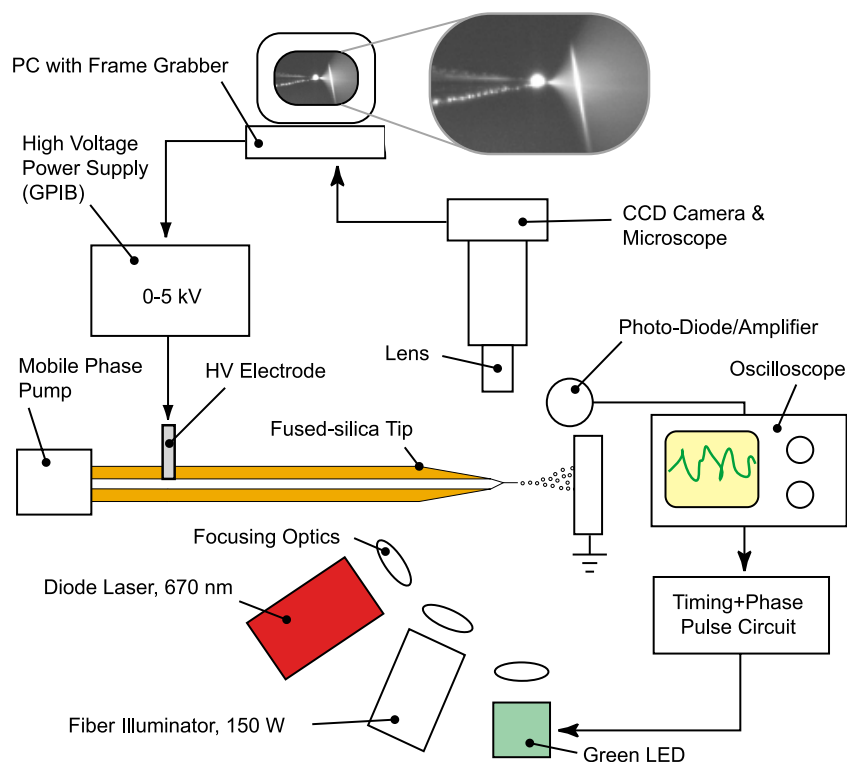 PC with Frame Grabber
High Voltage
Power Supply
(GPIB)
CCD Camera &
Microscope
0-5 kV
Photo-Diode/Amplifier
Lens
Mobile Phase
Pump
HV Electrode
Oscilloscope
Fused-silica Tip
Focusing Optics
Diode Laser, 670 nm
Timing+Phase
Pulse Circuit
Fiber Illuminator, 150 W
Green LED